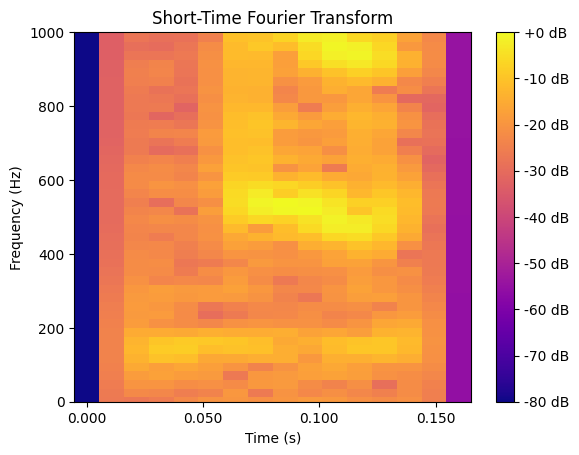 Short-Time Fourier Transform
1000
800
600
400
200
0
Frequency (Hz)
0.000
0.050
0.100
0.150
Time (s)
+0 dB
-10 dB
-20 dB
-30 dB
-40 dB
-50 dB
-60 dB
-70 dB
-80 dB